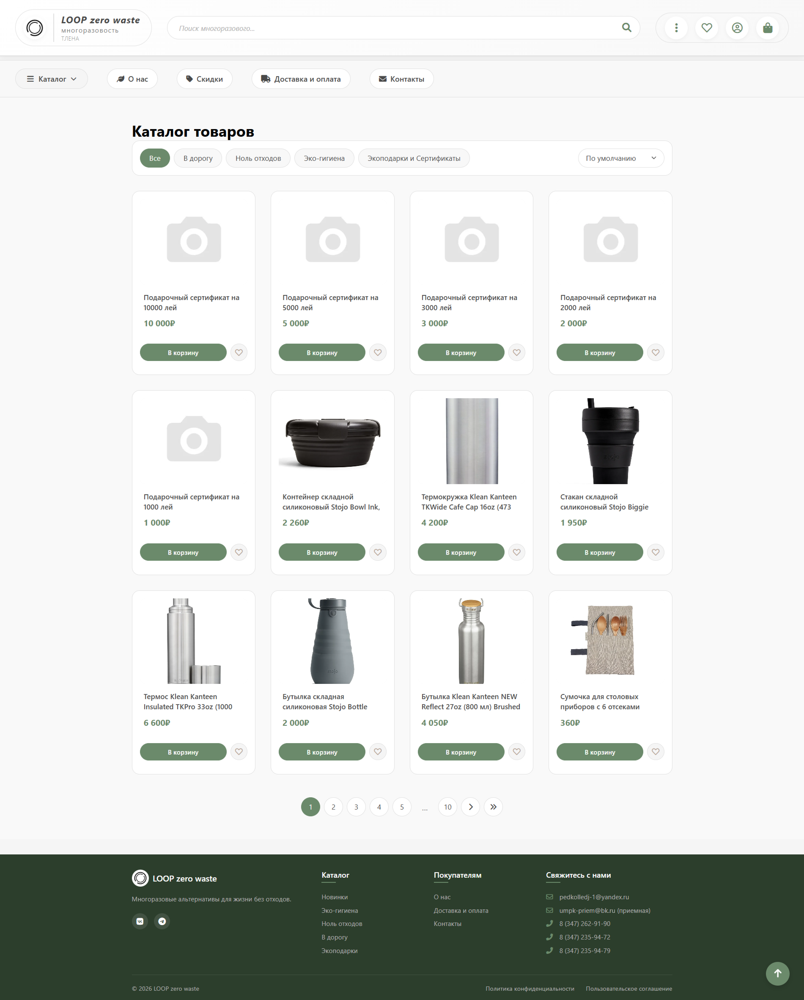 LOOP zero waste
многоразовость
ТЛЕНА
Поиск многоразового...
Каталог
О нас
Скидки
Доставка и оплата
Контакты
Каталог товаров
Все
В дорогу
Ноль отходов
Эко-гигиена
Экоподарки и Сертификаты
По умолчанию
Подарочный сертификат на
10000 лей
10 000₽
В корзину
Подарочный сертификат на
5000 лей
5 000₽
В корзину
Подарочный сертификат на
3000 лей
3 000₽
В корзину
Подарочный сертификат на
2000 лей
2 000₽
В корзину
Подарочный сертификат на
1000 лей
1 000₽
В корзину
Контейнер складной
силиконовый Stojo Bowl Ink,
2 260₽
В корзину
Термокружка Klean Kanteen
TKWide Cafe Cap 16oz (473
4 200₽
В корзину
stojo
Стакан складной
силиконовый Stojo Biggie
1 950₽
В корзину
Термос Klean Kanteen
Insulated TKPro 33oz (1000
6 600₽
В корзину
stojo
Бутылка складная
силиконовая Stojo Bottle
2 000₽
В корзину
Бутылка Klean Kanteen NEW
Reflect 27oz (800 мл) Brushed
4 050₽
В корзину
Сумочка для столовых
приборов с 6 отсеками
360₽
В корзину
1
2
3
4
5
...
10
LOOP zero waste
Многоразовые альтернативы для жизни без отходов.
Каталог
Новинки
Эко-гигиена
Ноль отходов
В дорогу
Экоподарки
Покупателям
О нас
Доставка и оплата
Контакты
Свяжитесь с нами
pedkolledj-1@yandex.ru
umpk-priem@bk.ru (приемная)
8 (347) 262-91-90
8 (347) 235-94-72
8 (347) 235-94-79
© 2026 LOOP zero waste
Политика конфиденциальности
Пользовательское соглашение